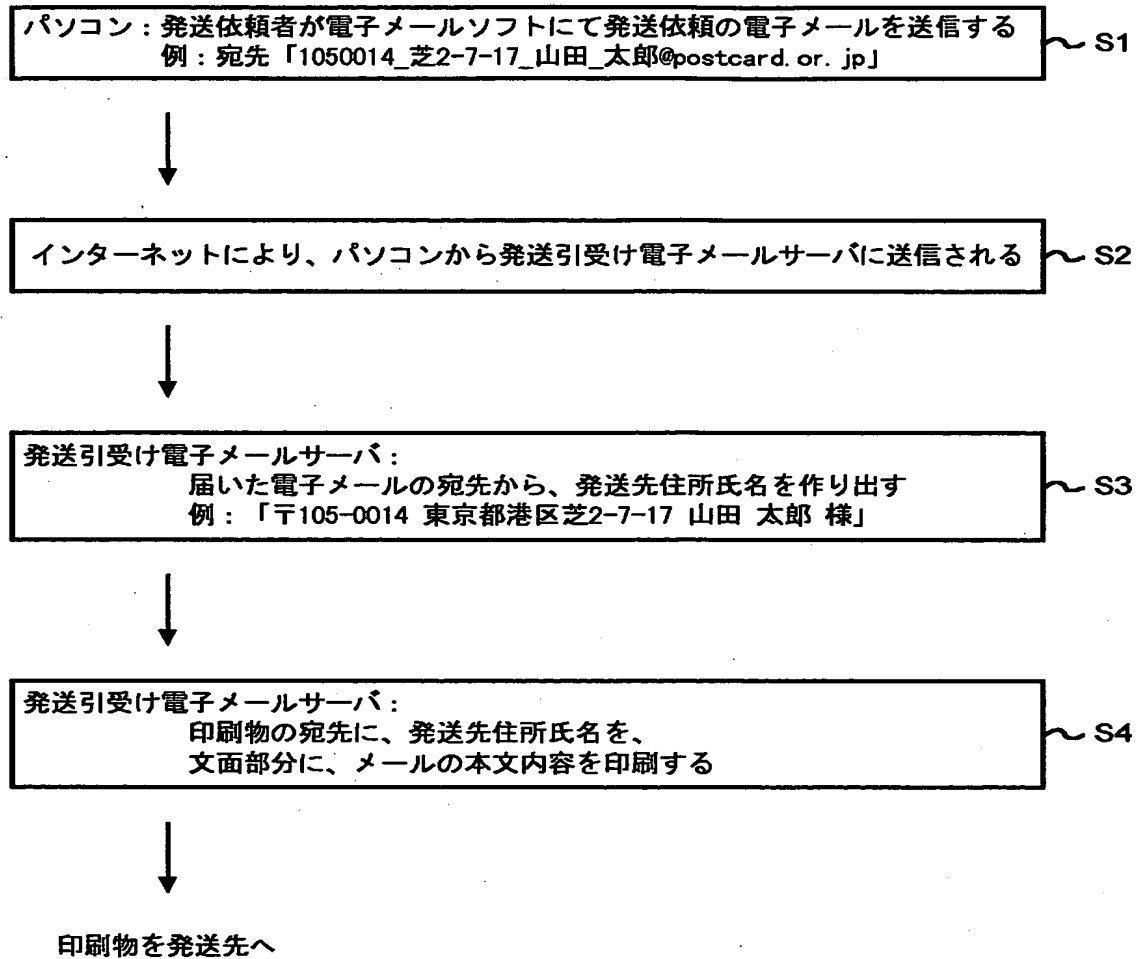 パソコン：発送依頼者が電子メールソフトにて発送依頼の電子メールを送信する
例：宛先「1050014_芝2-7-17_山田_太郎@postcard.or.jp」
S1
インターネットにより、パソコンから発送引受け電子メールサーバに送信される
S2
発送引受け電子メールサーバ：
届いた電子メールの宛先から、発送先住所氏名を作り出す
例：「〒105-0014 東京都港区芝2-7-17 山田 太郎 様」
S3
発送引受け電子メールサーバ：
印刷物の宛先に、発送先住所氏名を、
文面部分に、メールの本文内容を印刷する
S4
印刷物を発送先へ